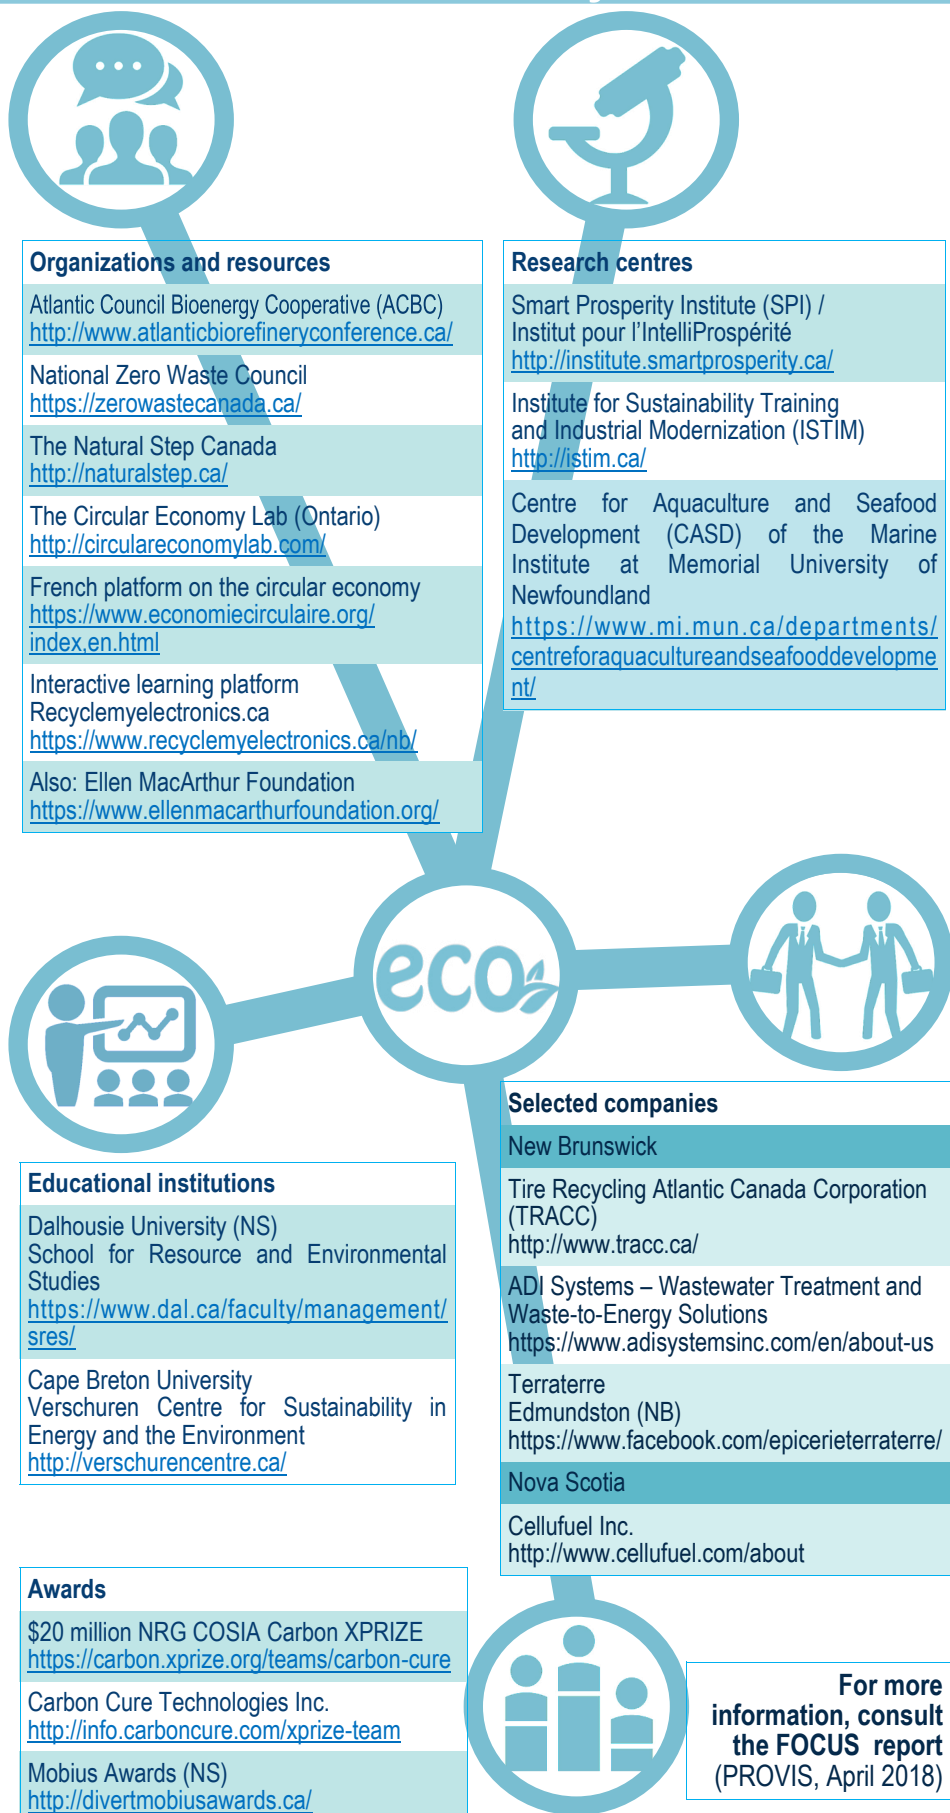 Organizations and resources
Atlantic Council Bioenergy Cooperative (ACBC)
http://www.atlanticbiorefineryconference.ca/
National Zero Waste Council
https://zerowastecanada.ca/
The Natural Step Canada
http://naturalstep.ca/
The Circular Economy Lab (Ontario)
http://circulareconomylab.com/
French platform on the circular economy
https://www.economiecirculaire.org/
index,en.html
Interactive learning platform
Recyclemyelectronics.ca
https://www.recyclemyelectronics.ca/nb/
Also: Ellen MacArthur Foundation
https://www.ellenmacarthurfoundation.org/
Research centres
Smart Prosperity Institute (SPI) /
Institut pour l'IntelliProspérité
http://institute.smartprosperity.ca/
Institute for Sustainability Training
and Industrial Modernization (ISTIM)
http://istim.ca/
Centre for Aquaculture and Seafood
Development (CASD) of the Marine
Institute at Memorial University of
Newfoundland
https://www.mi.mun.ca/departments/
centreforaquacultureandseafooddevelopme
nt/
eco
Educational institutions
Dalhousie University (NS)
School for Resource and Environmental
Studies
https://www.dal.ca/faculty/management/
sres/
Cape Breton University
Verschuren Centre for Sustainability in
Energy and the Environment
http://verschurencentre.ca/
Selected companies
New Brunswick
Tire Recycling Atlantic Canada Corporation
(TRACC)
http://www.tracc.ca/
ADI Systems – Wastewater Treatment and
Waste-to-Energy Solutions
https://www.adisystemsinc.com/en/about-us
Terraterre
Edmundston (NB)
https://www.facebook.com/epicerieterraterre/
Nova Scotia
Cellufuel Inc.
http://www.cellufuel.com/about
Awards
$20 million NRG COSIA Carbon XPRIZE
https://carbon.xprize.org/teams/carbon-cure
Carbon Cure Technologies Inc.
http://info.carboncure.com/xprize-team
Mobius Awards (NS)
http://divertmobiusawards.ca/
For more
information, consult
the FOCUS report
(PROVIS, April 2018)